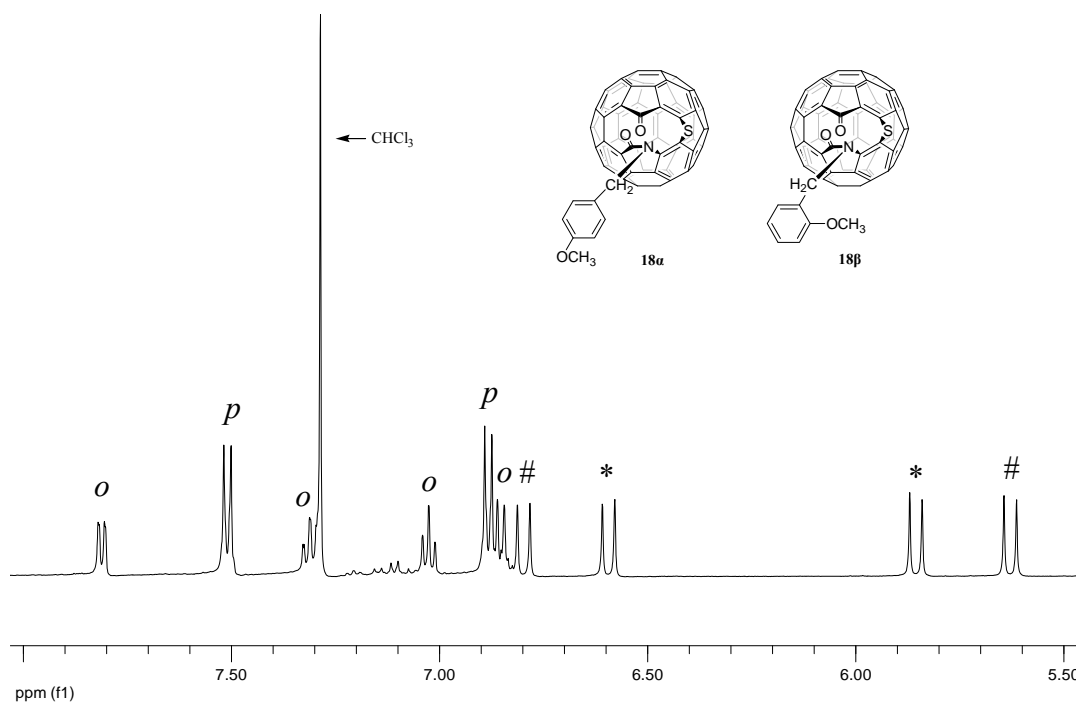 O
O
S
N
CH2
OCH3
18α
O
O
S
N
H2C
OCH3
18β
CHCl3
o
p
o
o
p
o
#
*
*
#
7.50
7.00
6.50
6.00
5.50
ppm (f1)